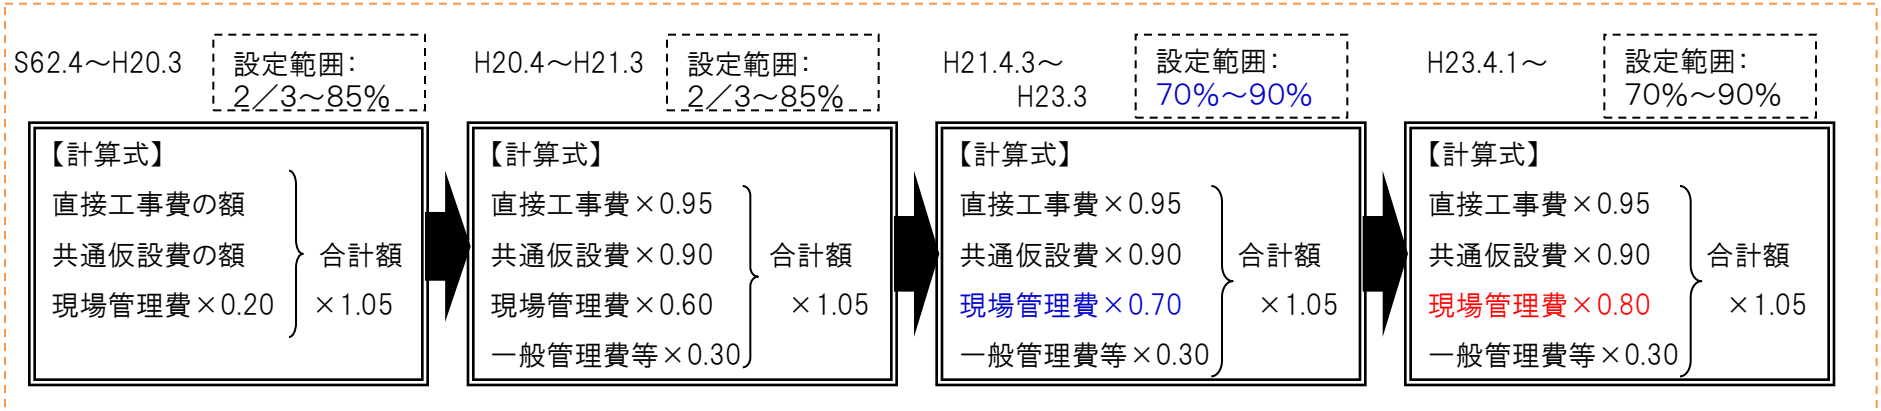 S62.4～H20.3
設定範囲：
2／3～85%
【計算式】
直接工事費の額
共通仮設費の額
現場管理費×0.20
合計額
×1.05
H20.4～H21.3
設定範囲：
2／3～85%
【計算式】
直接工事費×0.95
共通仮設費×0.90
現場管理費×0.60
一般管理費等×0.30
合計額
×1.05
H21.4.3～
H23.3
設定範囲：
70%～90%
【計算式】
直接工事費×0.95
共通仮設費×0.90
現場管理費×0.70
一般管理費等×0.30
合計額
×1.05
H23.4.1～
設定範囲：
70%～90%
【計算式】
直接工事費×0.95
共通仮設費×0.90
現場管理費×0.80
一般管理費等×0.30
合計額
×1.05